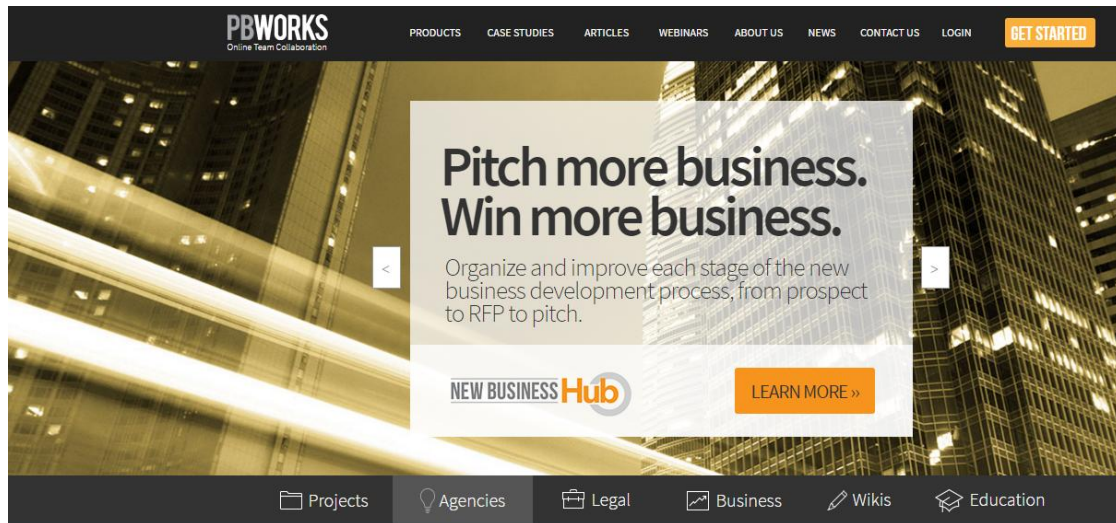 PBWORKS
Online Team Collaboration
PRODUCTS CASE STUDIES ARTICLES WEBINARS ABOUT US NEWS CONTACT US LOGIN GET STARTED
Pitch more business.
Win more business.
< Organize and improve each stage of the new >
business development process, from prospect
to RFP to pitch.
NEW BUSINESS Hub LEARN MORE »
Projects Agencies Legal Business Wikis Education